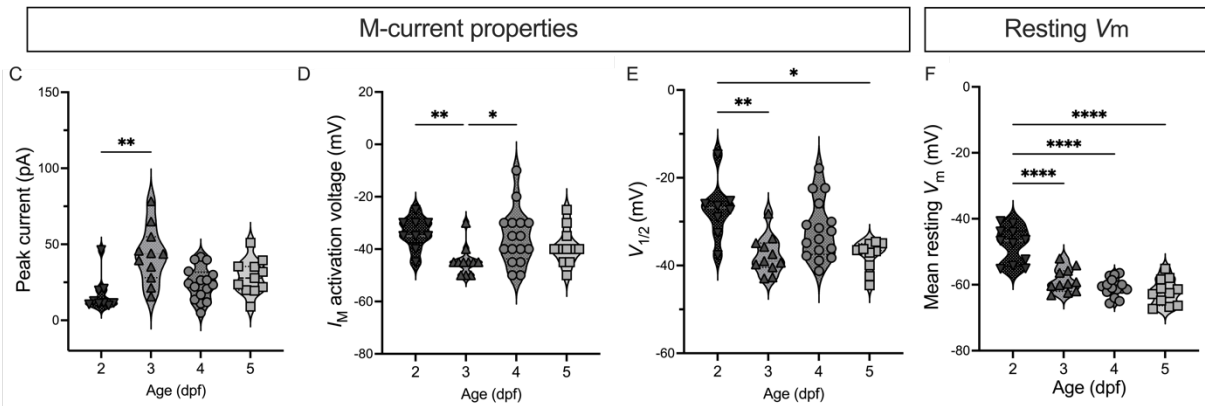 M-current properties
Resting Vm
C
Peak current (pA)
150
100
50
0
**
2 3 4 5
Age (dpf)
D
IM activation voltage (mV)
20
0
-20
-40
-60
-80
** *
2 3 4 5
Age (dpf)
E
V1/2 (mV)
0
-20
-40
-60
*
**
2 3 4 5
Age (dpf)
F
Mean resting Vm (mV)
0
-20
-40
-60
-80
****
****
****
2 3 4 5
Age (dpf)